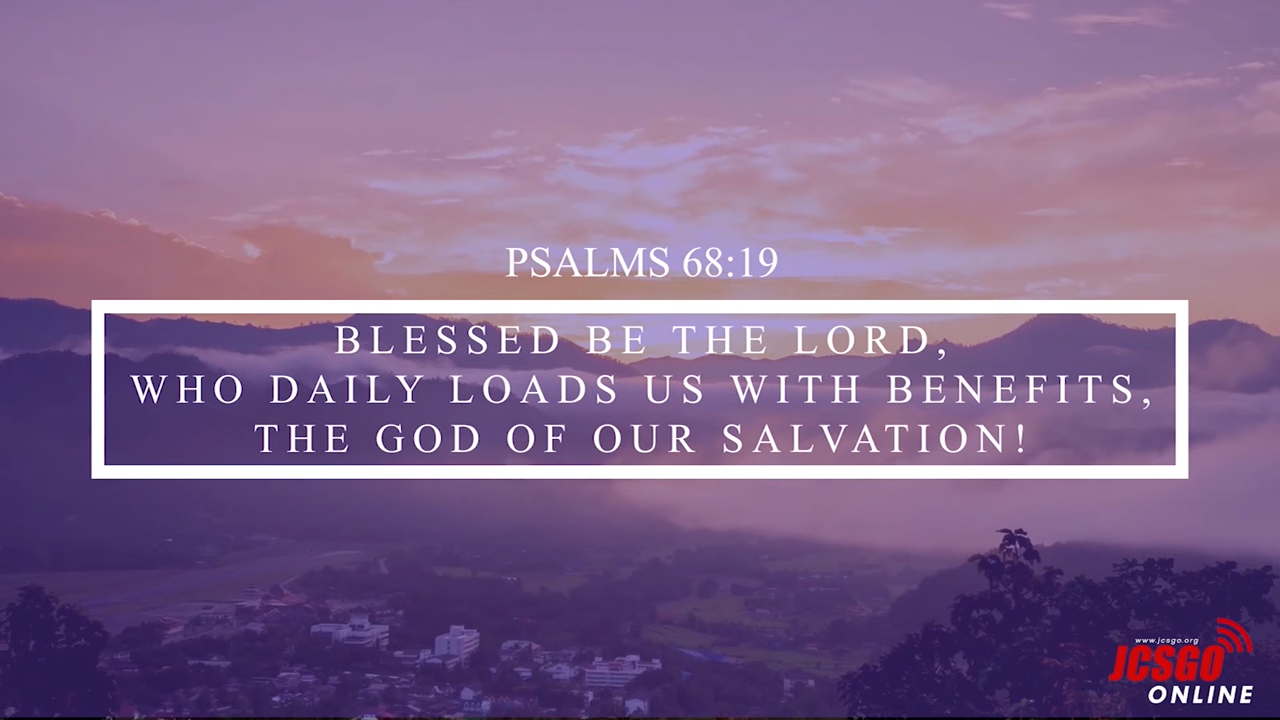 PSALMS 68:19
BLESSED BE THE LORD,
WHO DAILY LOADS US WITH BENEFITS,
THE GOD OF OUR SALVATION!
www.jcsgo.org
JCSGO
ONLINE